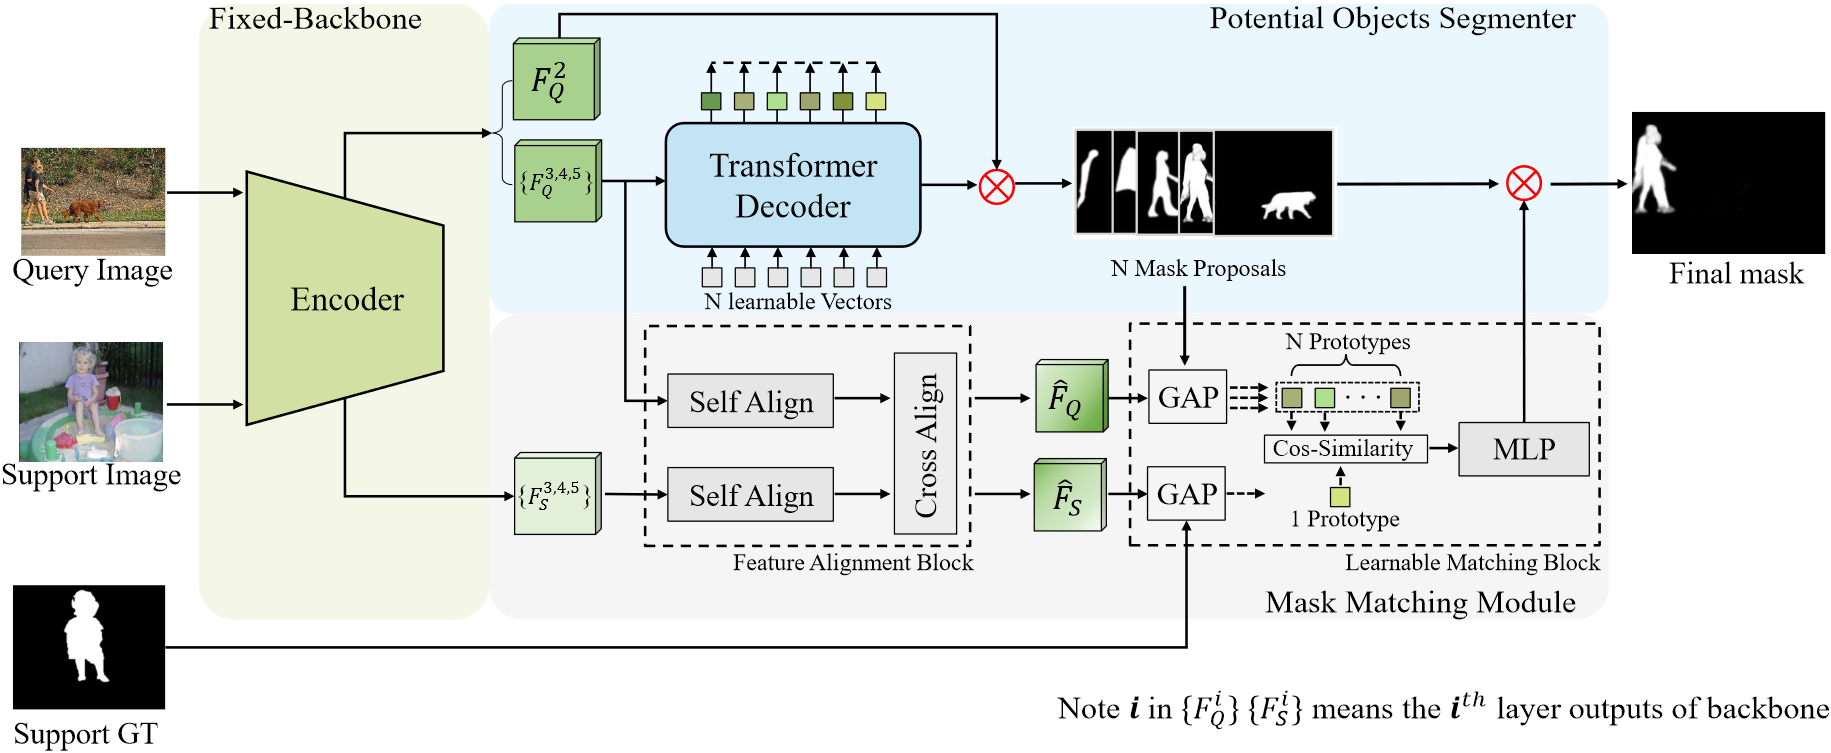 Fixed-Backbone
Potential Objects Segmenter
$F_Q^2$
$\{F_Q^{3,4,5}\}$
Transformer
Decoder
N learnable Vectors
Query Image
Encoder
N Mask Proposals
Final mask
Support Image
Self Align
Self Align
Cross Align
$\hat{F}_Q$
$\{F_S^{3,4,5}\}$
$\hat{F}_S$
GAP
GAP
N Prototypes
· · ·
Cos-Similarity
1 Prototype
MLP
Feature Alignment Block
Learnable Matching Block
Mask Matching Module
Support GT
Note $i$ in $\{F_Q^i\}$ $\{F_S^i\}$ means the $i^{th}$ layer outputs of backbone